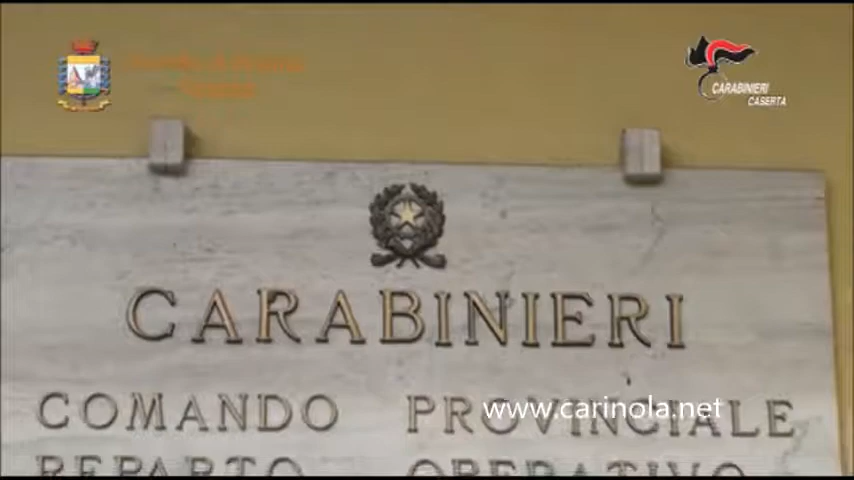 CARABINIERI
CASERTA
CARABINIERI
COMANDO PROVINCIALE
www.carinola.net
REPARTO OPERATIVO